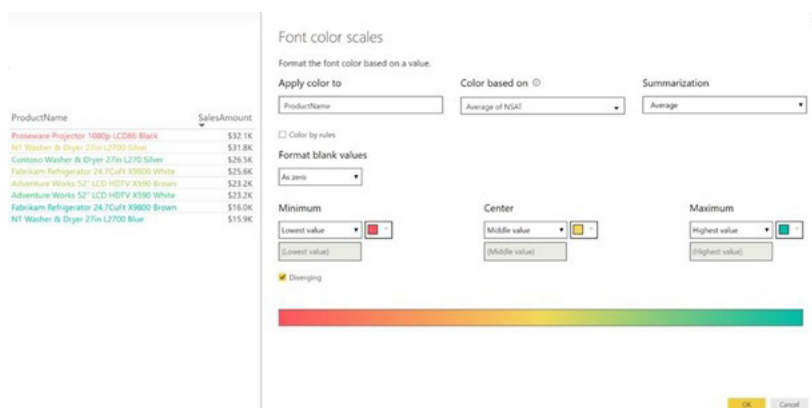 Font color scales
Format the font color based on a value.
Apply color to
Color based on
Summarization
ProductName
Average of NSAT
Average
Color by rules
Format blank values
As zero
Minimum
Center
Maximum
Lowest value
Middle value
Highest value
(Lowest value)
(Middle value)
(Highest value)
Diverging
OK Cancel
ProductName SalesAmount
Proseware Projector 1080p LCD86 Black $32.1K
NT Washer & Dryer 27in L2700 Silver $31.8K
Contoso Washer & Dryer 27in L270 Silver $26.5K
Fabrikam Refrigerator 24.7CuFt X9800 White $25.6K
Adventure Works 52" LCD HDTV X590 Brown $23.2K
Adventure Works 52" LCD HDTV X590 White $23.2K
Fabrikam Refrigerator 24.7CuFt X9800 Brown $16.0K
NT Washer & Dryer 27in L2700 Blue $15.9K